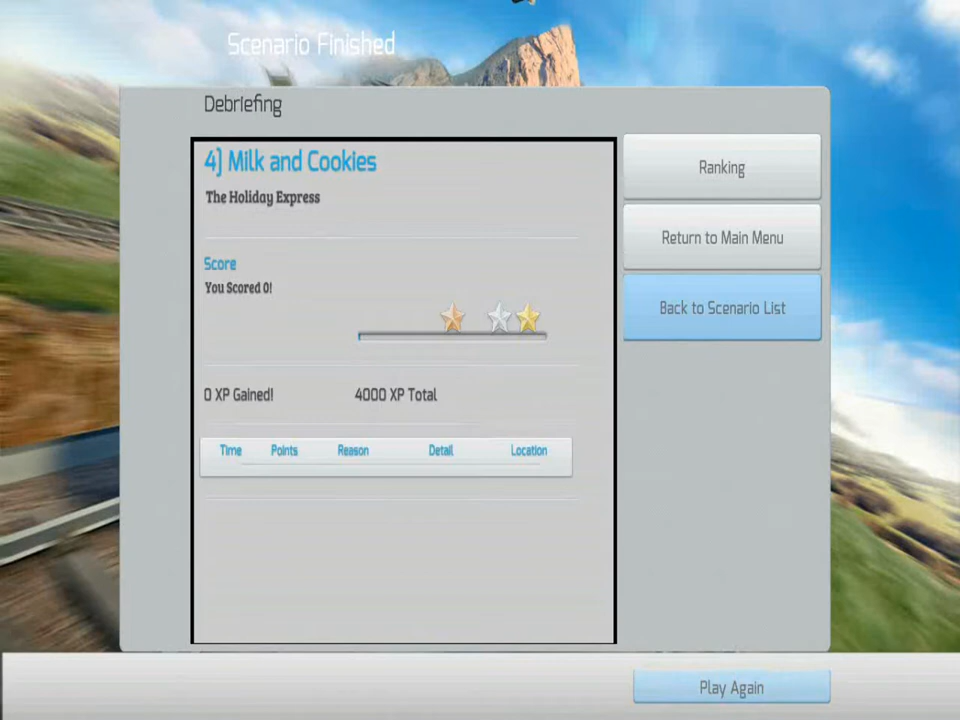 Scenario Finished
Debriefing
4) Milk and Cookies
The Holiday Express
Score
You Scored 0!
0 XP Gained! 4000 XP Total
Time Points Reason Detail Location
Ranking
Return to Main Menu
Back to Scenario List
Play Again